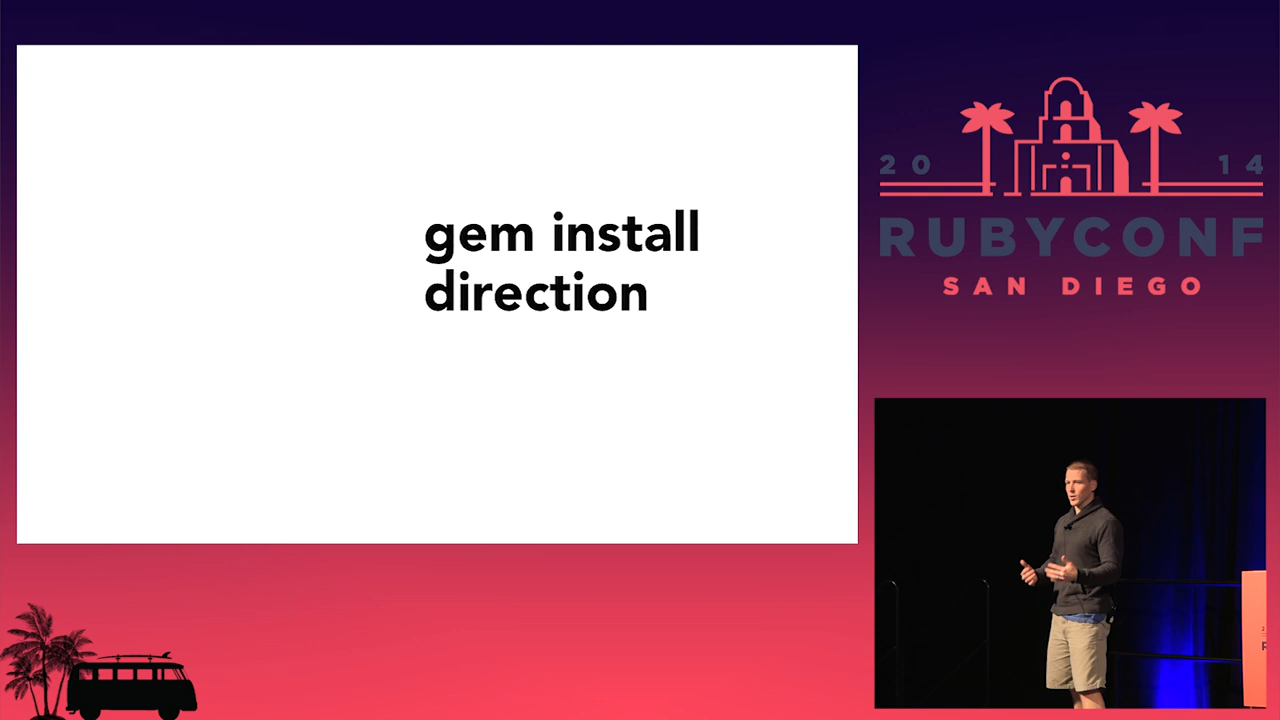 gem install
direction
20 14
RUBYCONF
SAN DIEGO